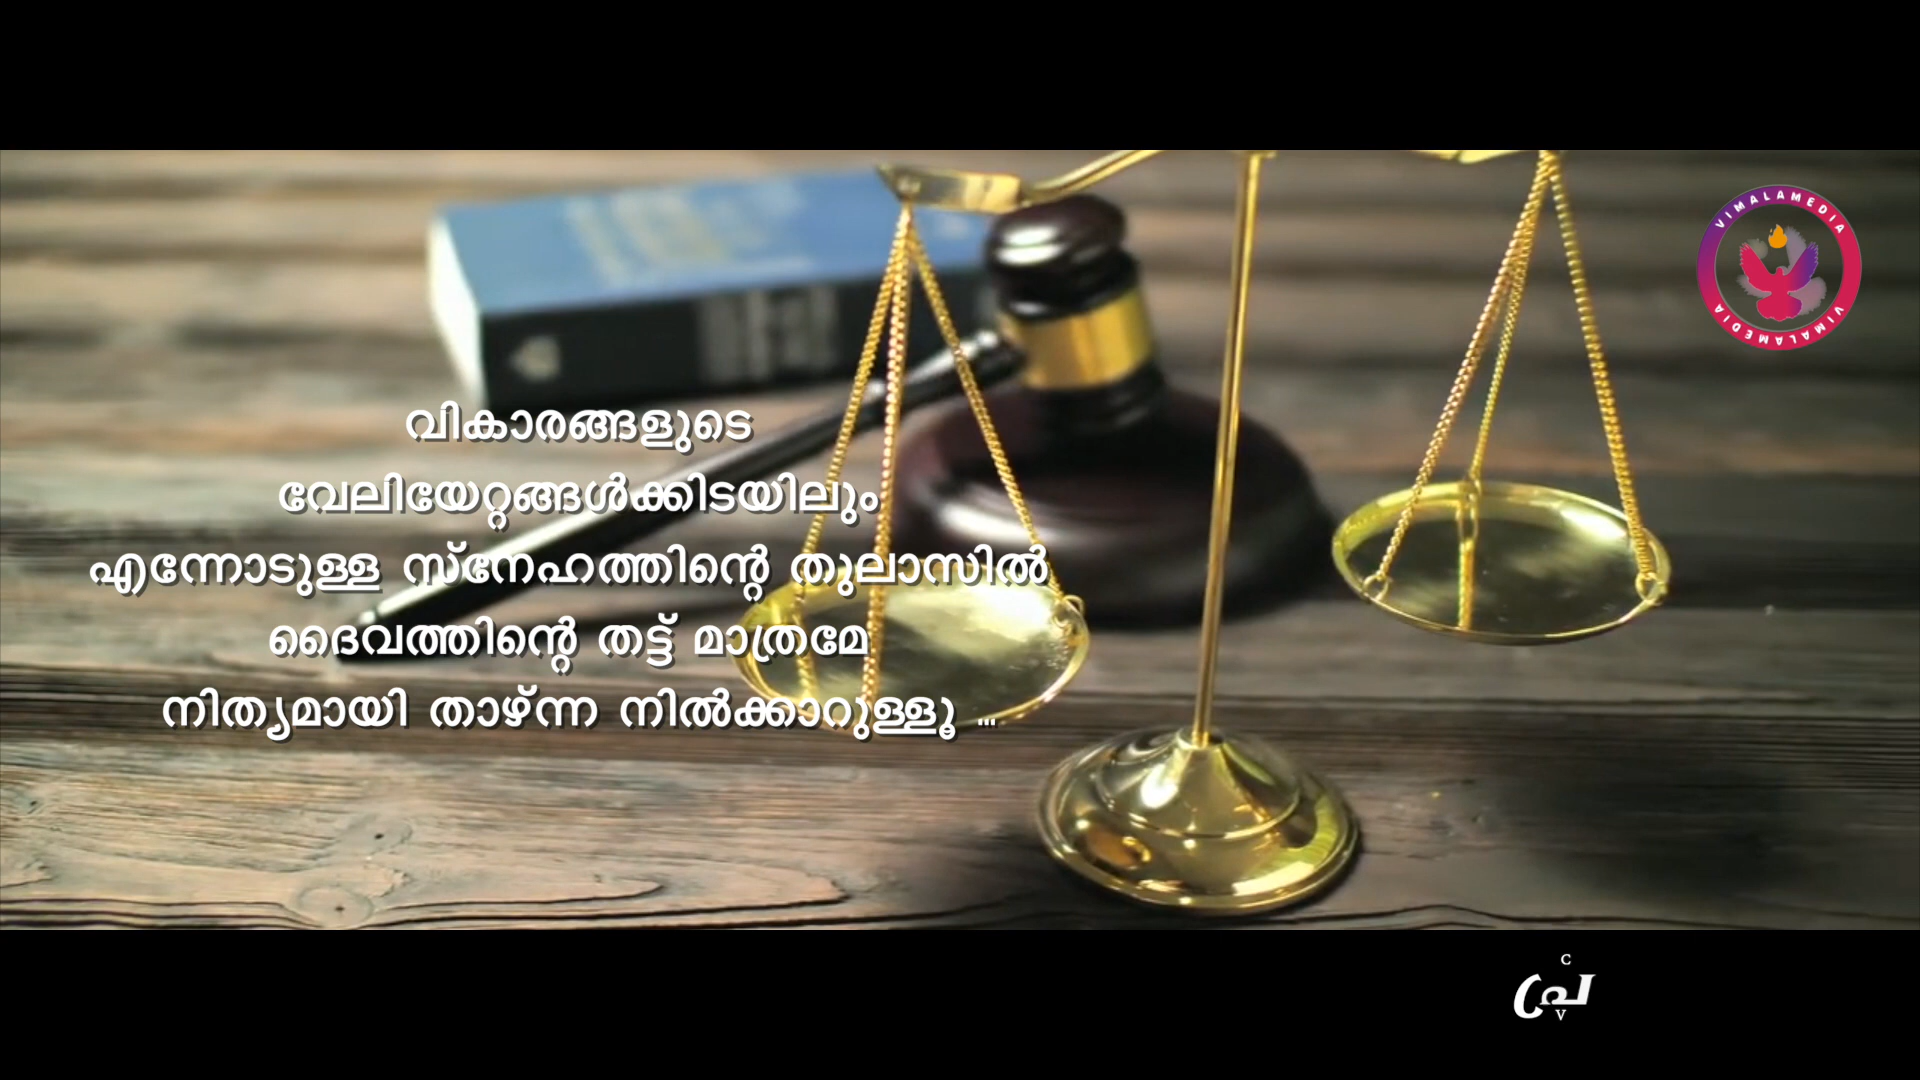 VIMALAMEDIA
VIMALAMEDIA
വികാരങ്ങളുടെ
വേലിയേറ്റങ്ങൾക്കിടയിലും
എന്നോടുള്ള സ്നേഹത്തിന്റെ തുലാസിൽ
ദൈവത്തിന്റെ തട്ട് മാത്രമേ
നിത്യമായി താഴ്ന്ന നിൽക്കാറുള്ളൂ ...
C
V